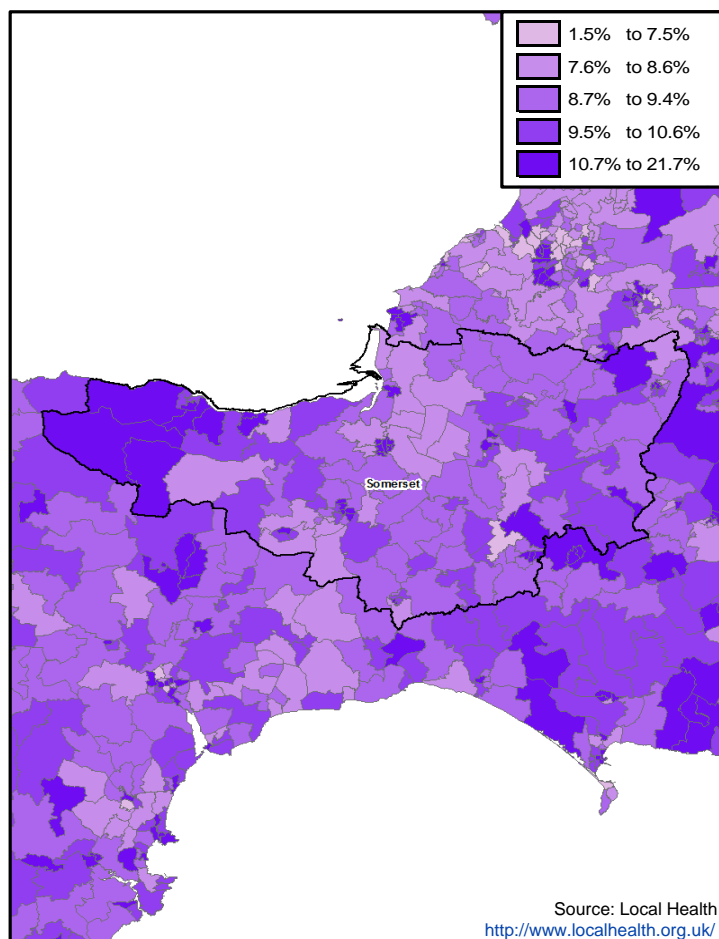 1.5% to 7.5%
7.6% to 8.6%
8.7% to 9.4%
9.5% to 10.6%
10.7% to 21.7%
Somerset
Source: Local Health
http://www.localhealth.org.uk/